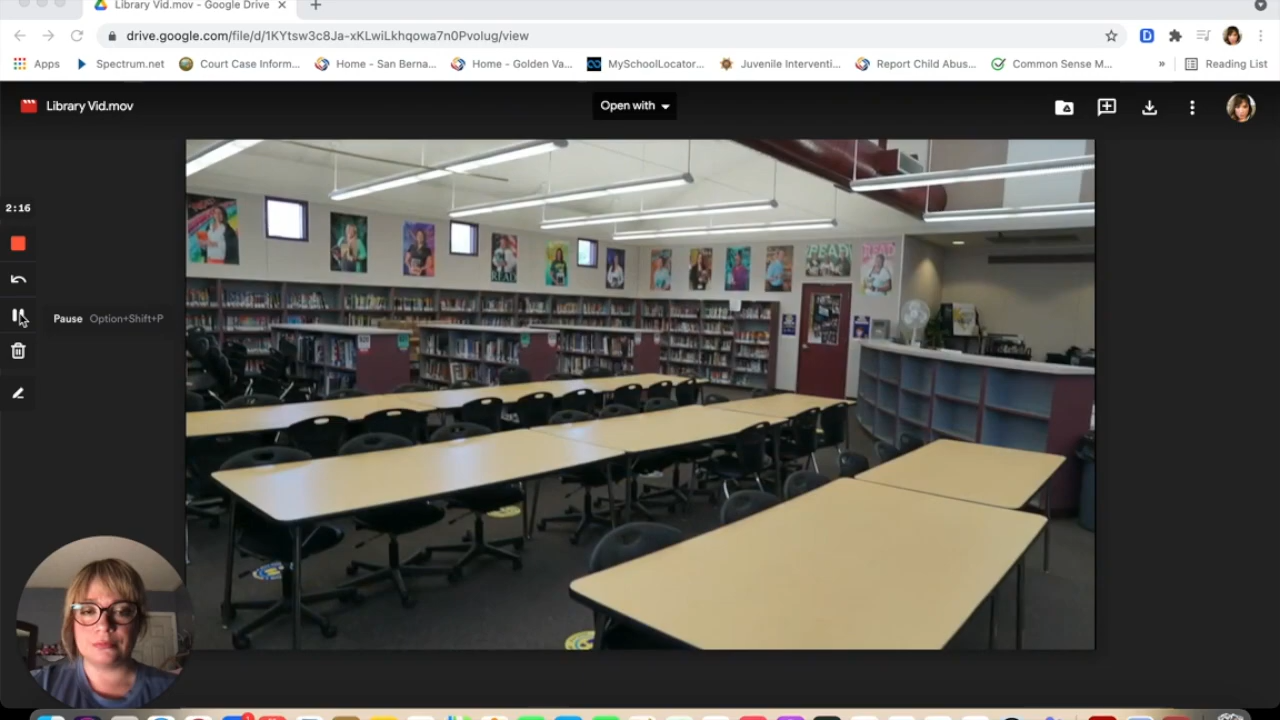 Library Vid.mov - Google Drive
drive.google.com/file/d/1KYtsw3c8Ja-xKLwiLkhqowa7n0Pvolug/view
Apps Spectrum.net Court Case Inform... Home - San Berna... Home - Golden Va... MySchoolLocator... Juvenile Interventi... Report Child Abus... Common Sense M... » Reading List
Library Vid.mov
Open with
2:16
Pause Option+Shift+P
READ
READ
READ